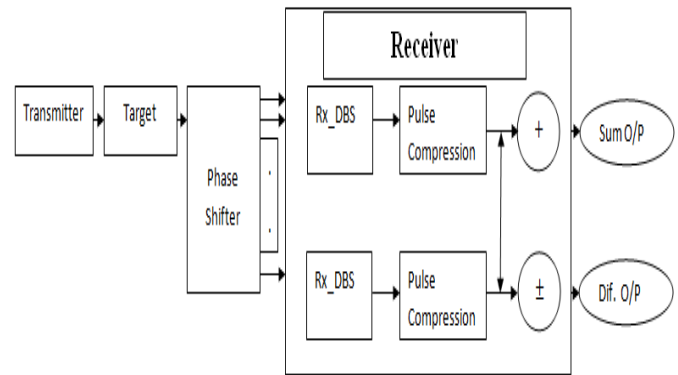 Receiver
Transmitter
Target
Phase
Shifter
.
.
Rx_DBS
Pulse
Compression
+
Sum O/P
Rx_DBS
Pulse
Compression
±
Dif. O/P